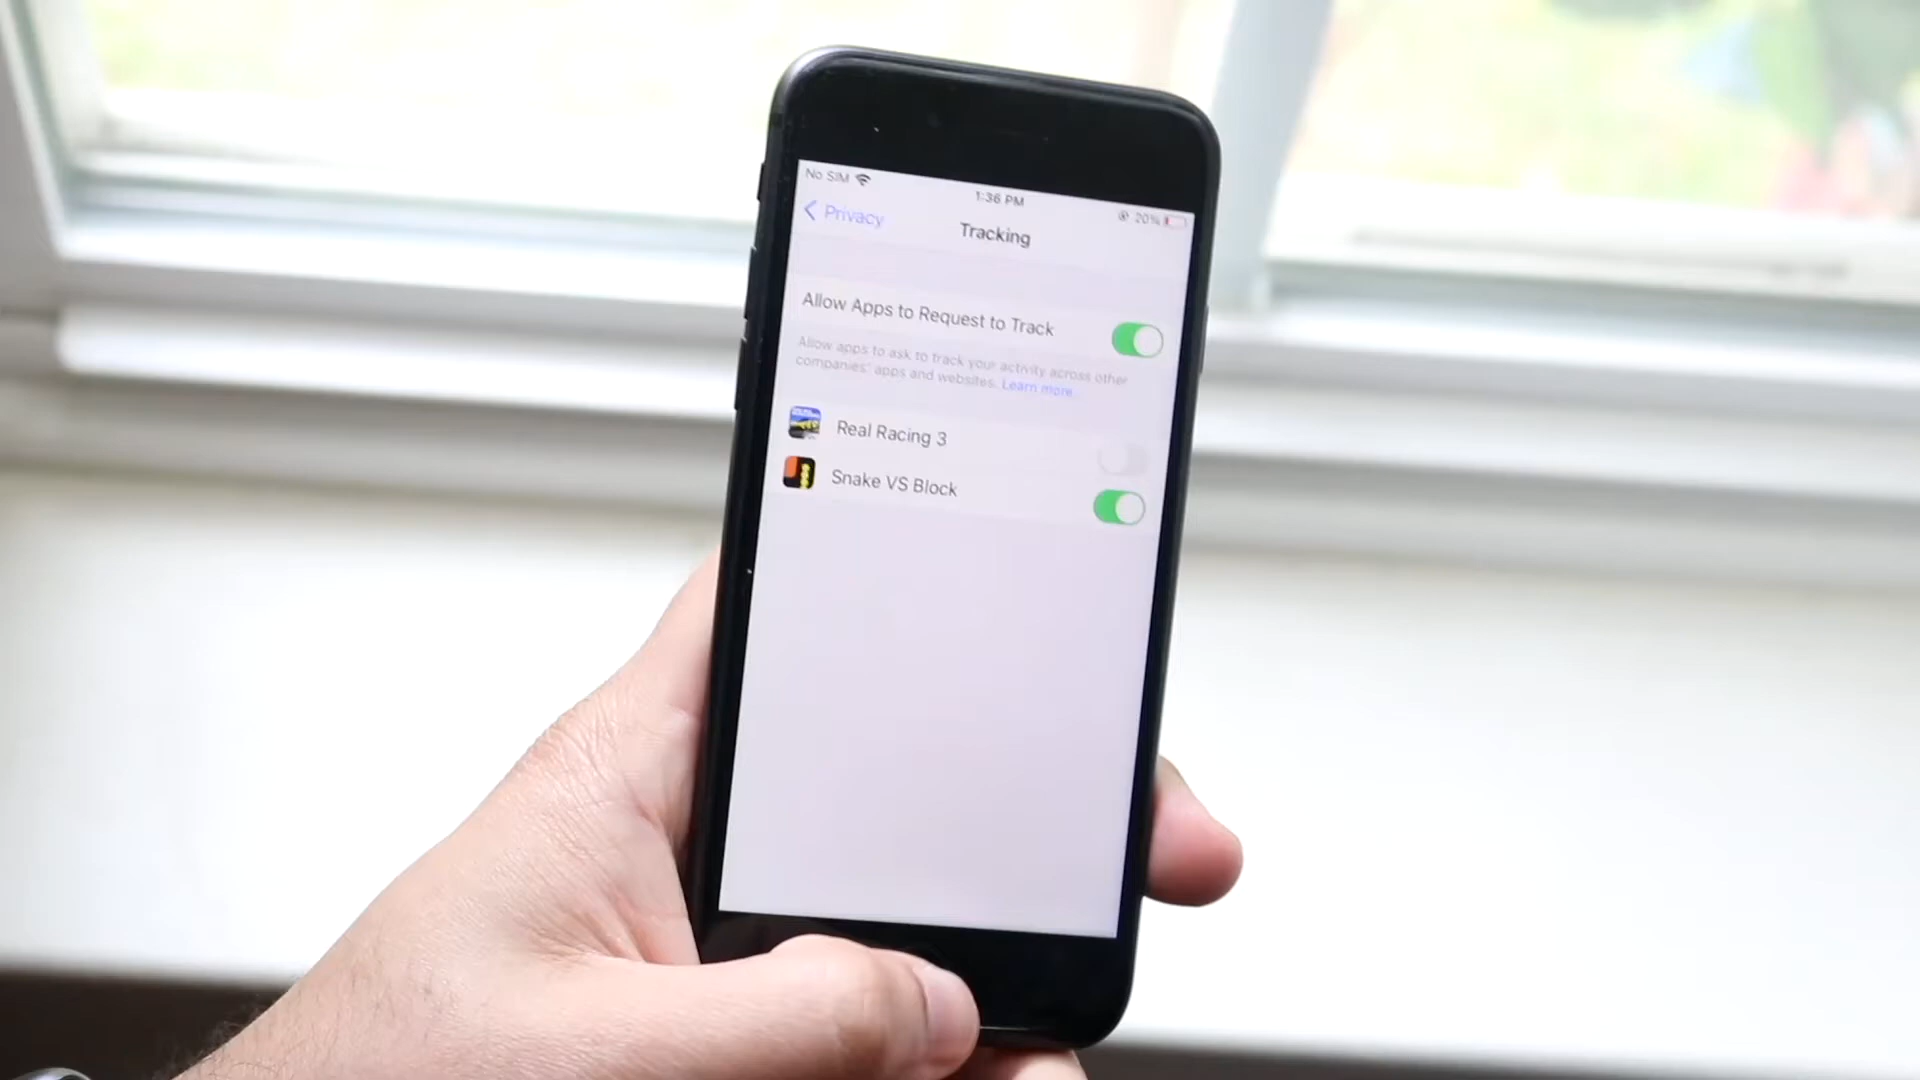 No SIM
1:36 PM
20%
Privacy
Tracking
Allow Apps to Request to Track
Allow apps to ask to track your activity across other
companies' apps and websites. Learn more...
Real Racing 3
Snake VS Block